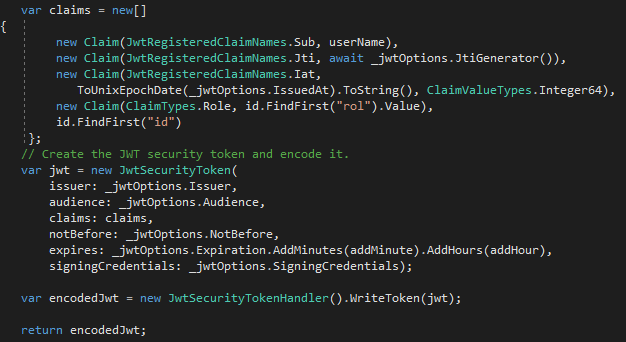 var claims = new[]
{
new Claim(JwtRegisteredClaimNames.Sub, userName),
new Claim(JwtRegisteredClaimNames.Jti, await _jwtOptions.JtiGenerator()),
new Claim(JwtRegisteredClaimNames.Iat,
ToUnixEpochDate(_jwtOptions.IssuedAt).ToString(), ClaimValueTypes.Integer64),
new Claim(ClaimTypes.Role, id.FindFirst("rol").Value),
id.FindFirst("id")
};
// Create the JWT security token and encode it.
var jwt = new JwtSecurityToken(
issuer: _jwtOptions.Issuer,
audience: _jwtOptions.Audience,
claims: claims,
notBefore: _jwtOptions.NotBefore,
expires: _jwtOptions.Expiration.AddMinutes(addMinute).AddHours(addHour),
signingCredentials: _jwtOptions.SigningCredentials);
var encodedJwt = new JwtSecurityTokenHandler().WriteToken(jwt);
return encodedJwt;